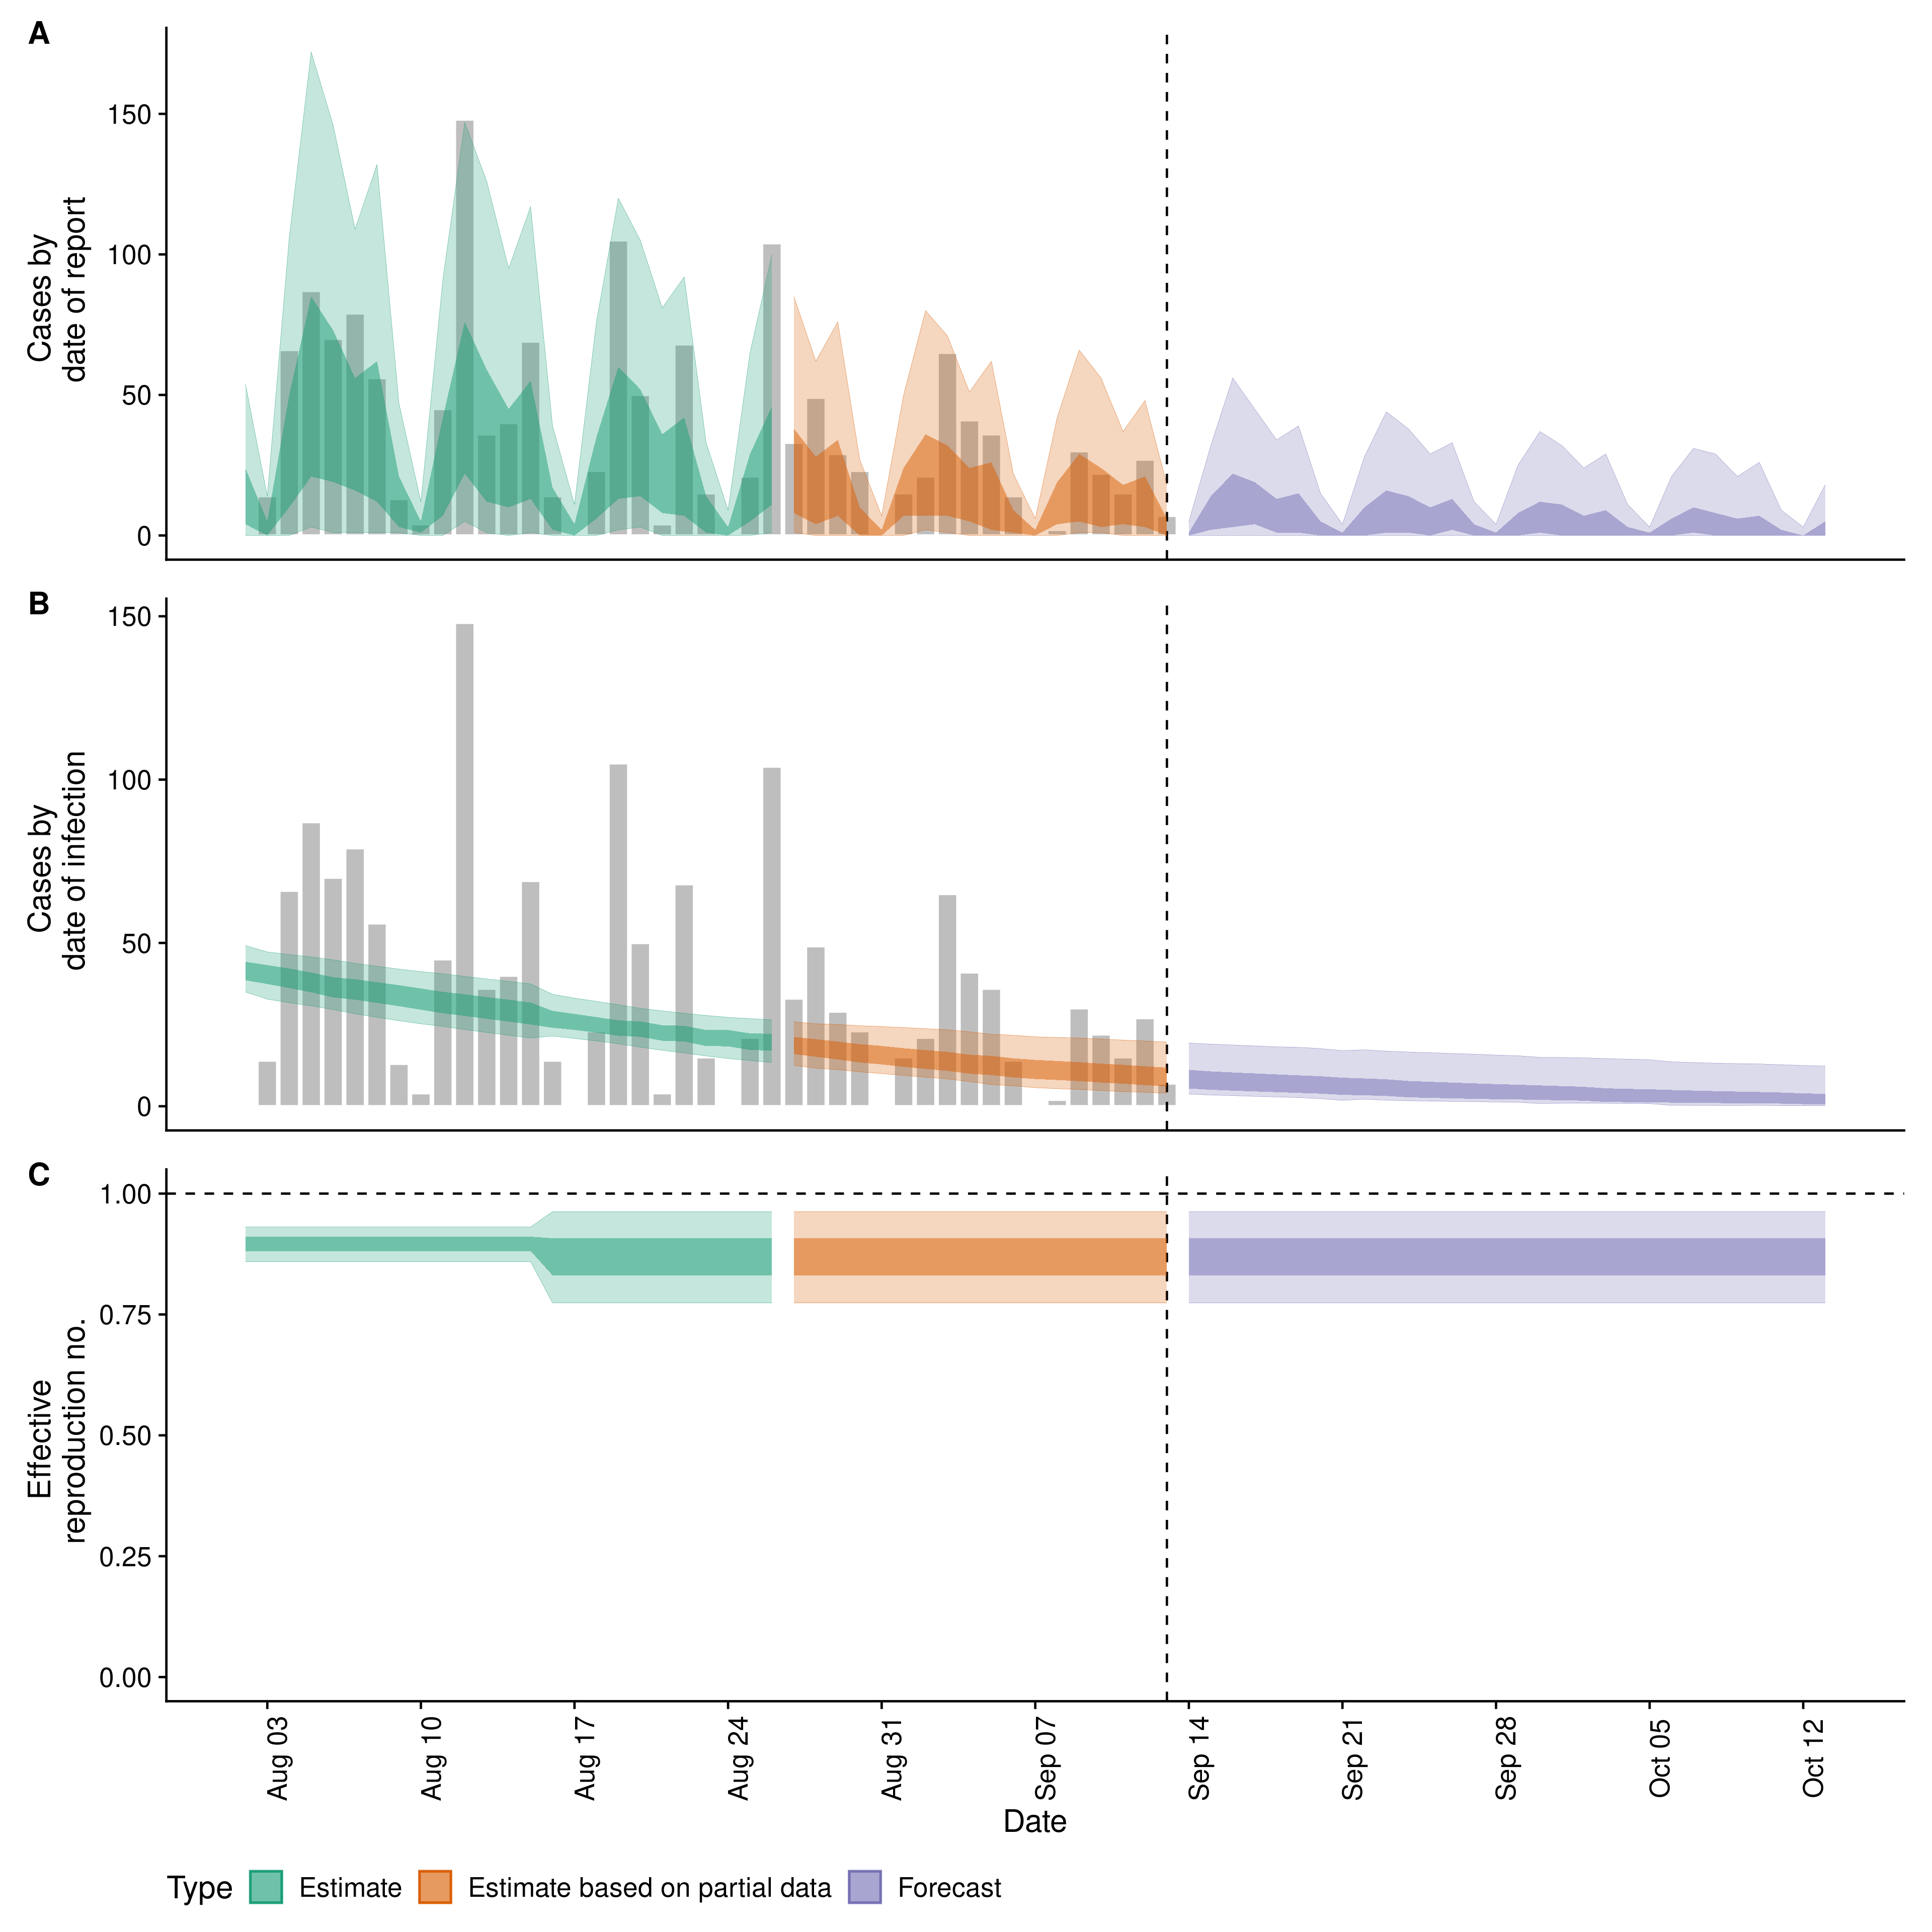 A
Cases by
date of report
150
100
50
0
B
Cases by
date of infection
150
100
50
0
C
Effective
reproduction no.
1.00
0.75
0.50
0.25
0.00
Aug 03
Aug 10
Aug 17
Aug 24
Aug 31
Sep 07
Sep 14
Sep 21
Sep 28
Oct 05
Oct 12
Date
Type Estimate Estimate based on partial data Forecast